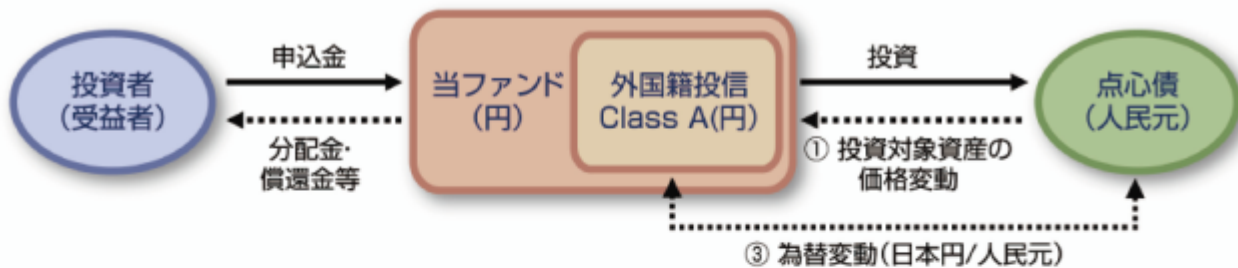 投資者
(受益者)
申込金
分配金・
償還金等
当ファンド
(円)
外国籍投信
Class A(円)
投資
① 投資対象資産の
価格変動
点心債
(人民元)
③ 為替変動(日本円/人民元)